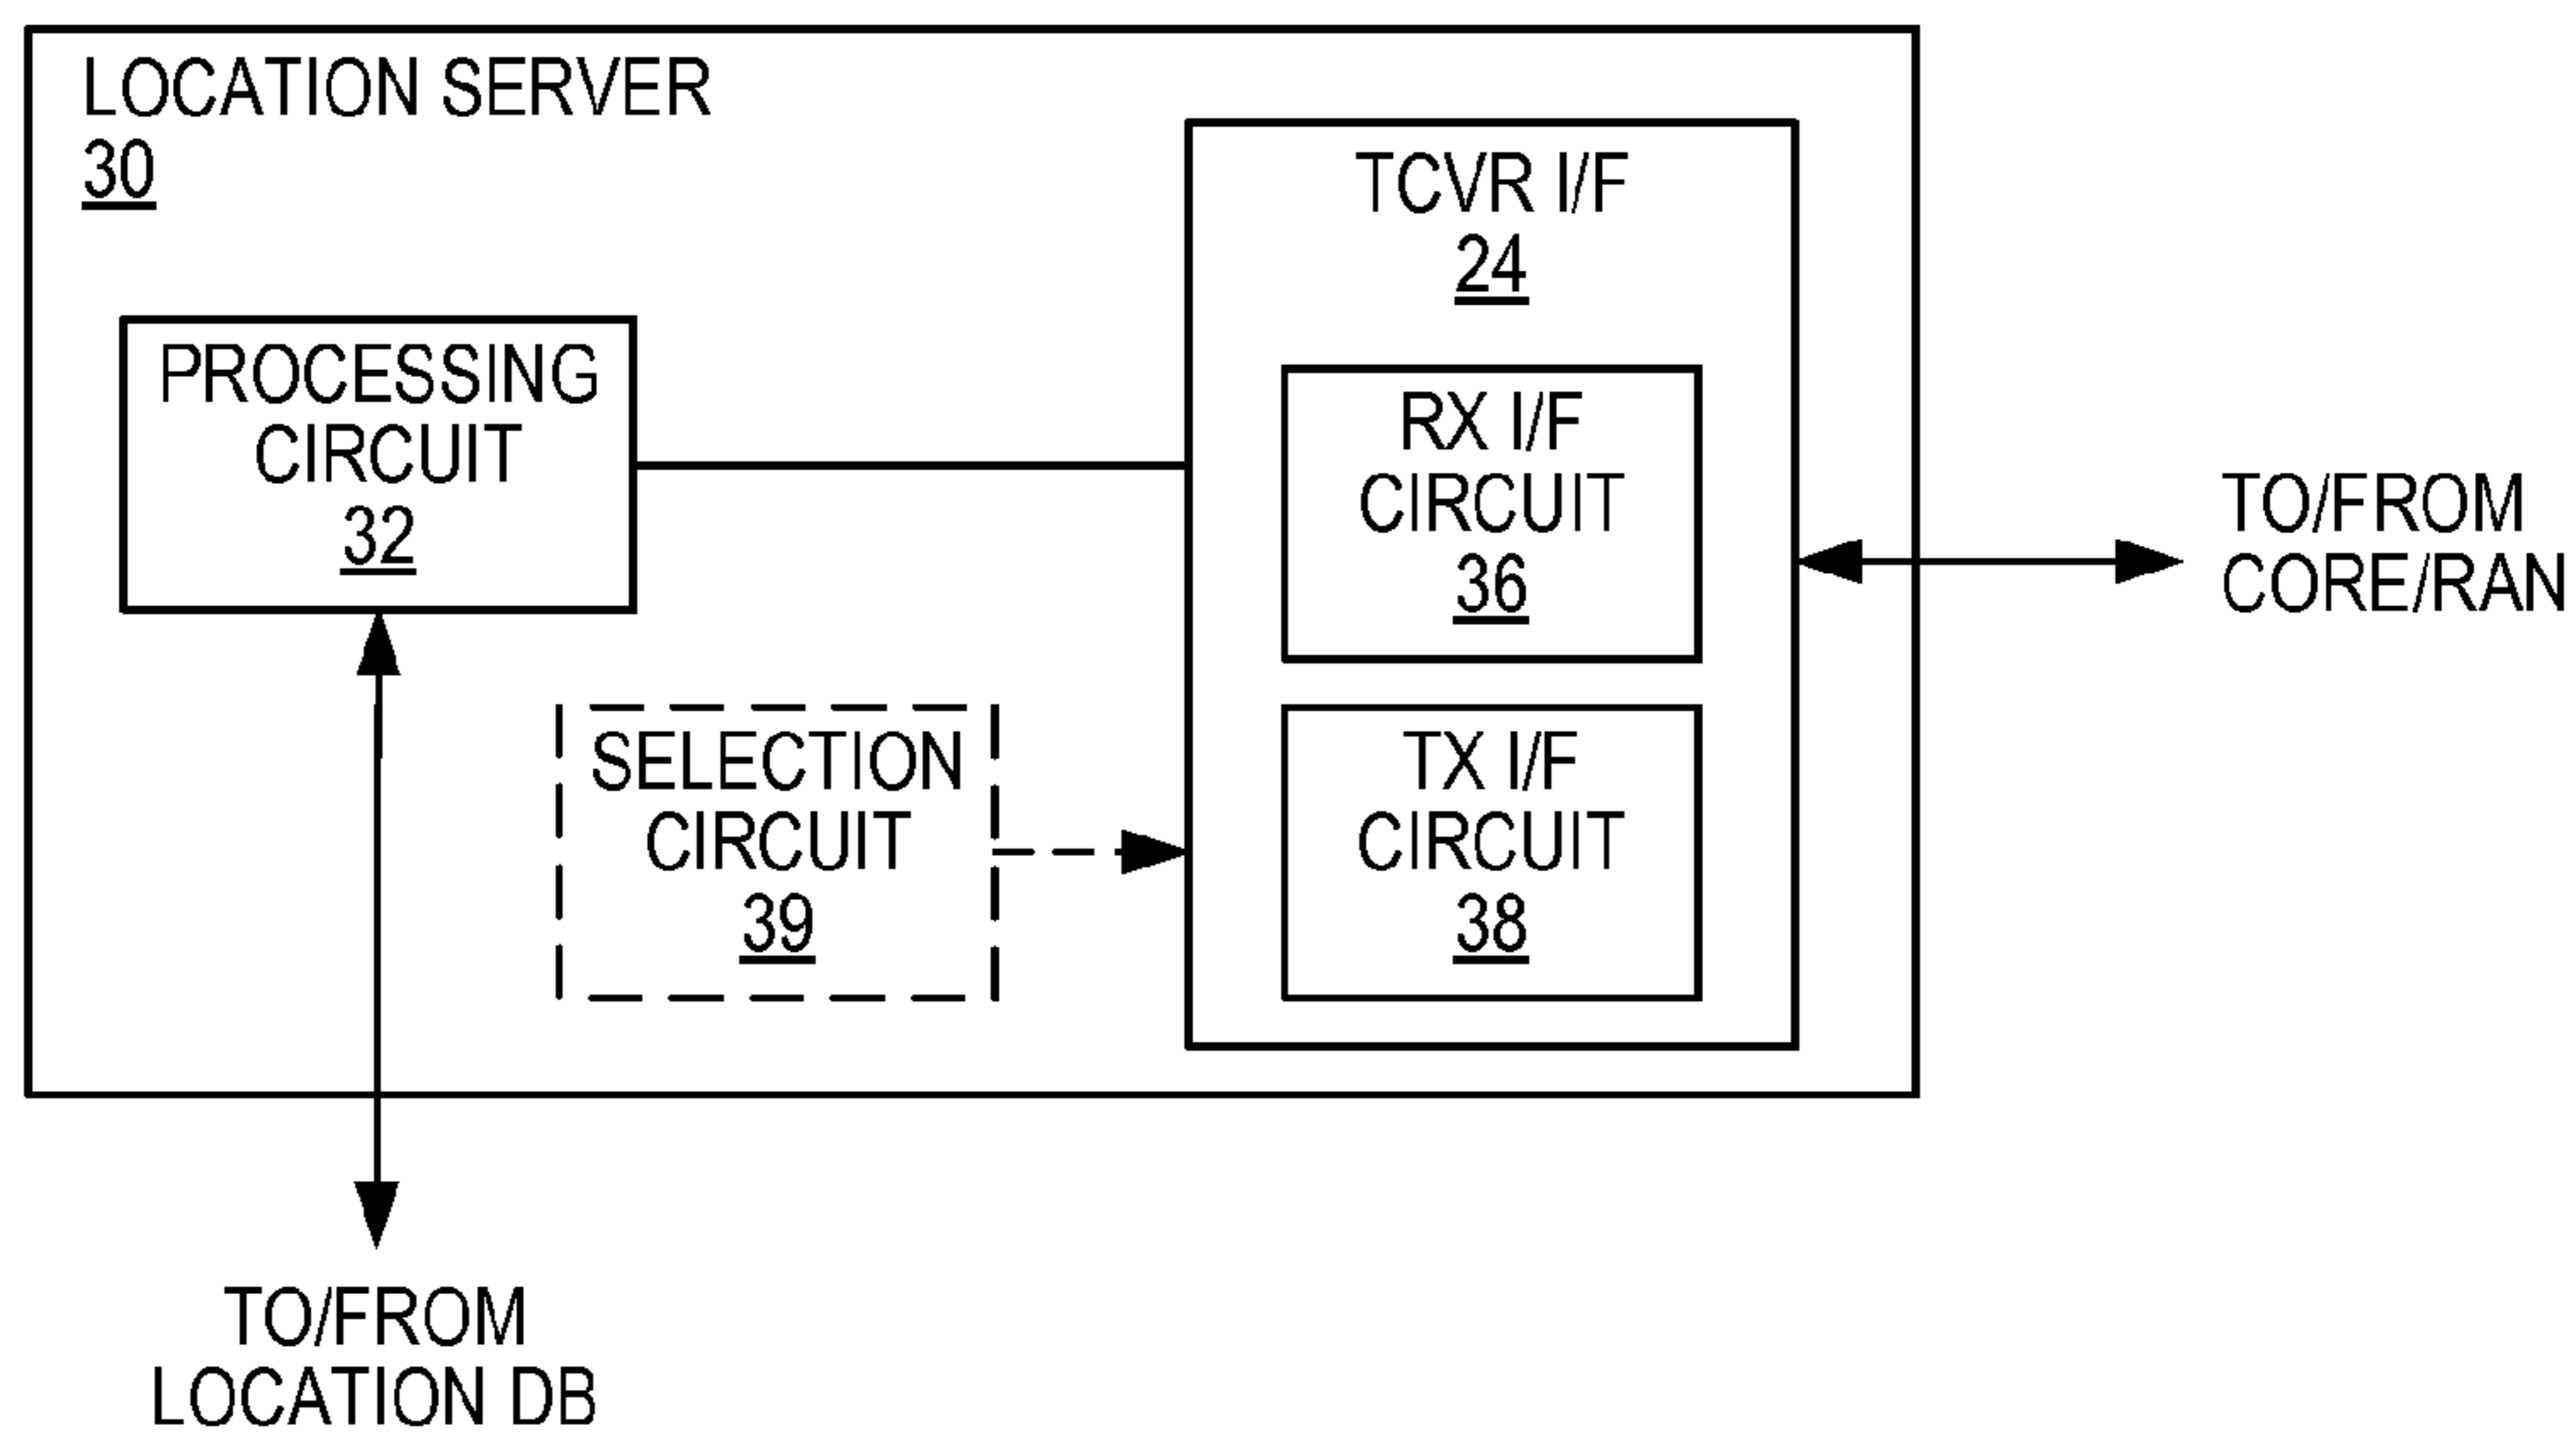 LOCATION SERVER
30
TCVR I/F
24
PROCESSING
CIRCUIT
32
RX I/F
CIRCUIT
36
TO/FROM
CORE/RAN
SELECTION
CIRCUIT
39
TX I/F
CIRCUIT
38
TO/FROM
LOCATION DB